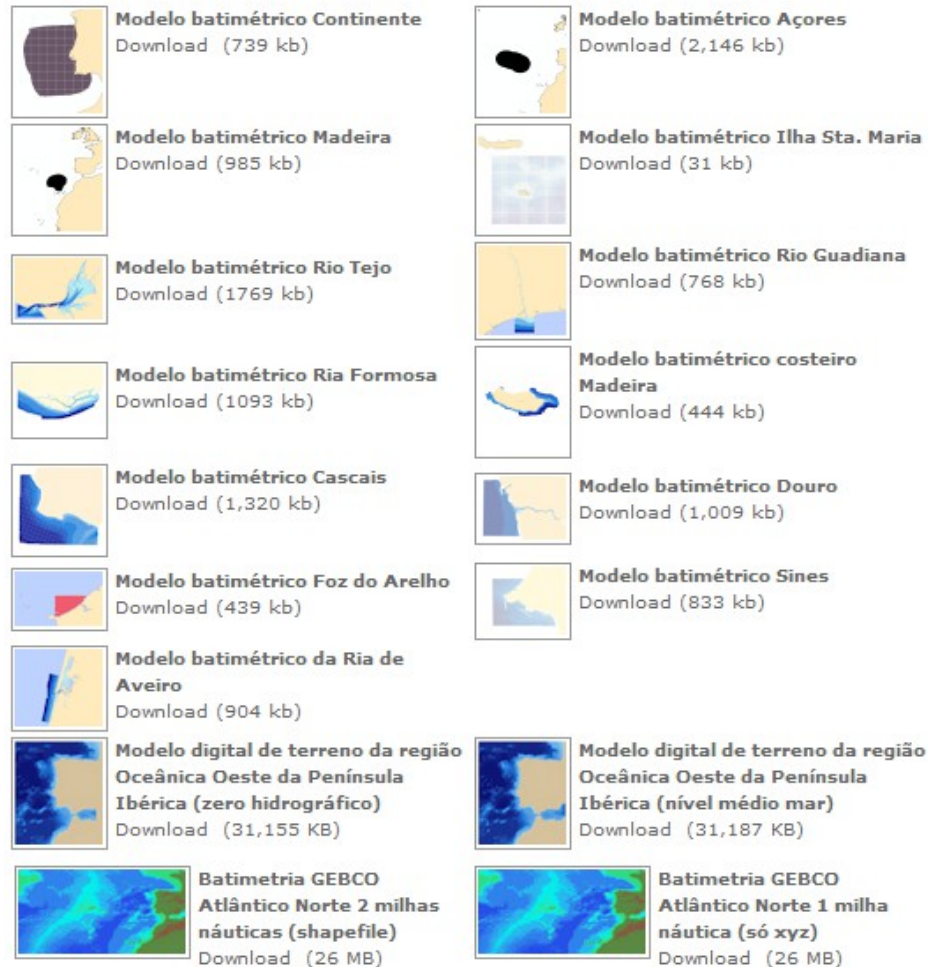 Modelo batimétrico Continente
Download (739 kb)
Modelo batimétrico Açores
Download (2,146 kb)
Modelo batimétrico Madeira
Download (985 kb)
Modelo batimétrico Ilha Sta. Maria
Download (31 kb)
Modelo batimétrico Rio Tejo
Download (1769 kb)
Modelo batimétrico Rio Guadiana
Download (768 kb)
Modelo batimétrico Ria Formosa
Download (1093 kb)
Modelo batimétrico costeiro
Madeira
Download (444 kb)
Modelo batimétrico Cascais
Download (1,320 kb)
Modelo batimétrico Douro
Download (1,009 kb)
Modelo batimétrico Foz do Arelho
Download (439 kb)
Modelo batimétrico Sines
Download (833 kb)
Modelo batimétrico da Ria de
Aveiro
Download (904 kb)
Modelo digital de terreno da região
Oceânica Oeste da Península
Ibérica (zero hidrográfico)
Download (31,155 KB)
Modelo digital de terreno da região
Oceânica Oeste da Península
Ibérica (nível médio mar)
Download (31,187 KB)
Batimetria GEBCO
Atlântico Norte 2 milhas
náuticas (shapefile)
Download (26 MB)
Batimetria GEBCO
Atlântico Norte 1 milha
náutica (só xyz)
Download (26 MB)